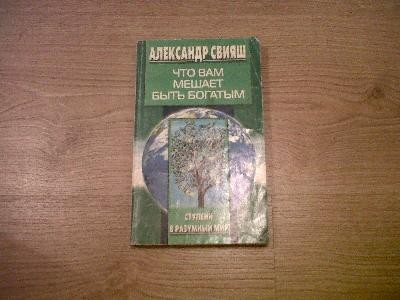 АЛЕКСАНДР СВИЯШ
ЧТО ВАМ
МЕШАЕТ
БЫТЬ БОГАТЫМ
СТУПЕНИ
В РАЗУМНЫЙ МИР